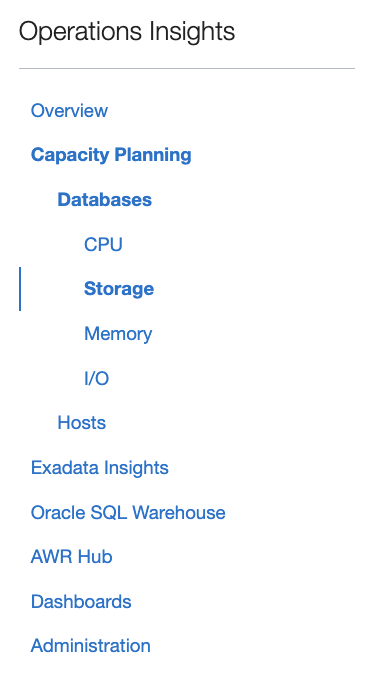 Operations Insights
Overview
Capacity Planning
Databases
CPU
Storage
Memory
I/O
Hosts
Exadata Insights
Oracle SQL Warehouse
AWR Hub
Dashboards
Administration